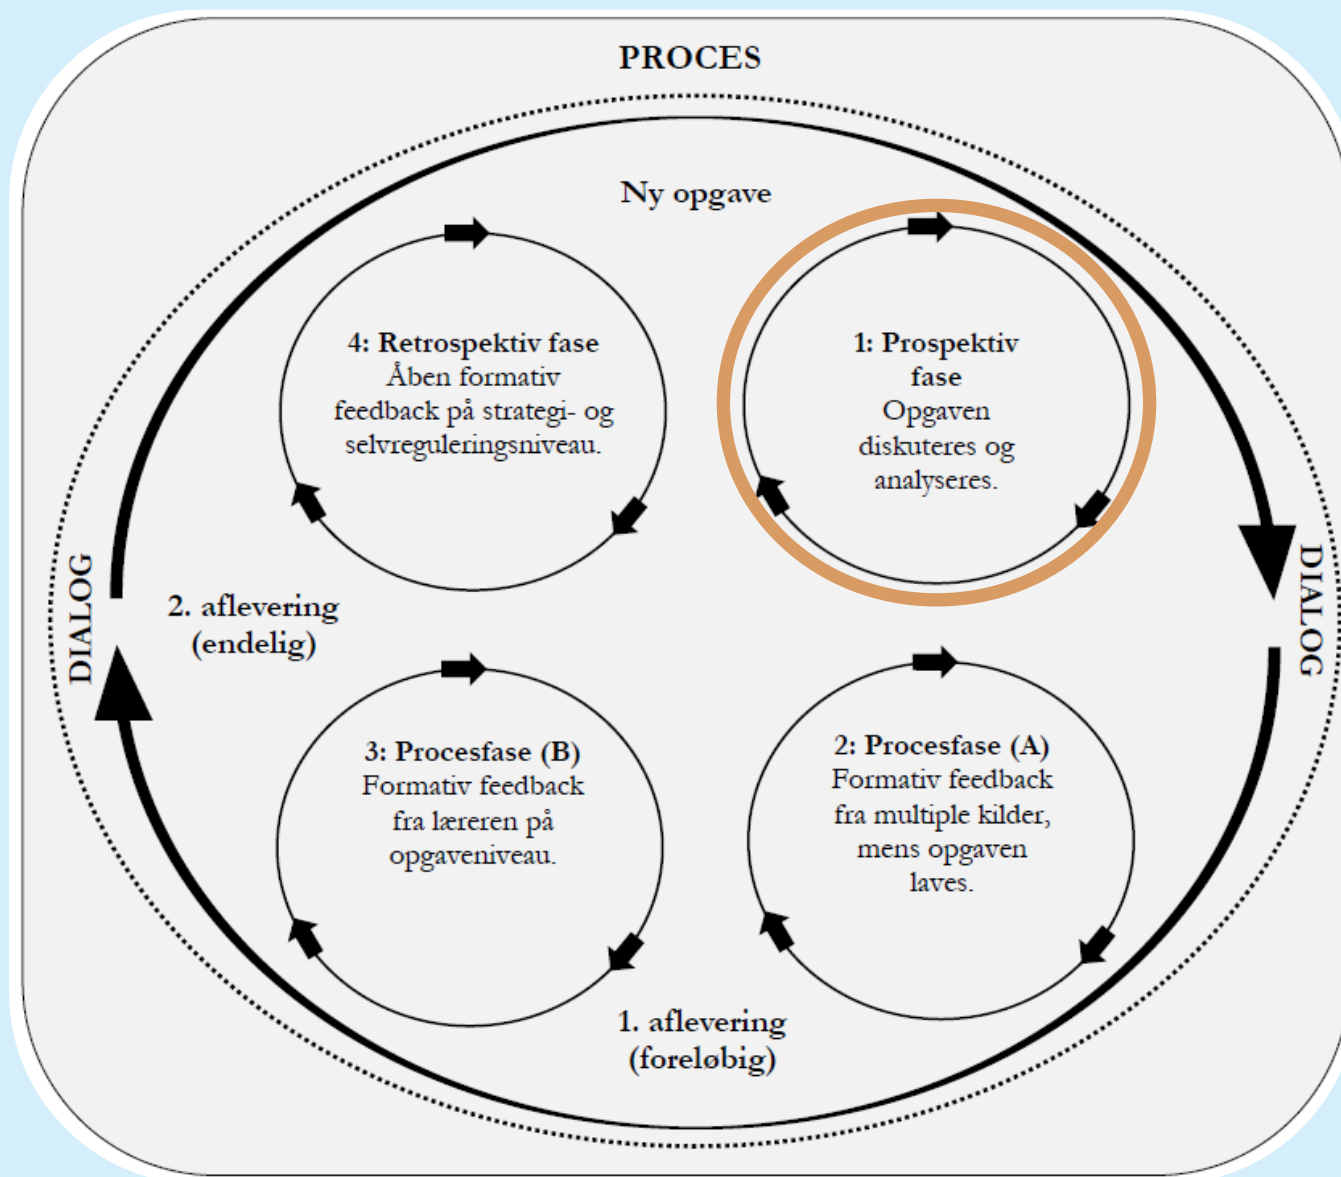 PROCES
Ny opgave
1: Prospektiv
fase
Opgaven
diskuteres og
analyseres.
DIALOG
2: Procesfase (A)
Formativ feedback
fra multiple kilder,
mens opgaven
laves.
1. aflevering
(foreløbig)
3: Procesfase (B)
Formativ feedback
fra læreren på
opgaveniveau.
2. aflevering
(endelig)
DIALOG
4: Retrospektiv fase
Åben formativ
feedback på strategi- og
selvreguleringsniveau.